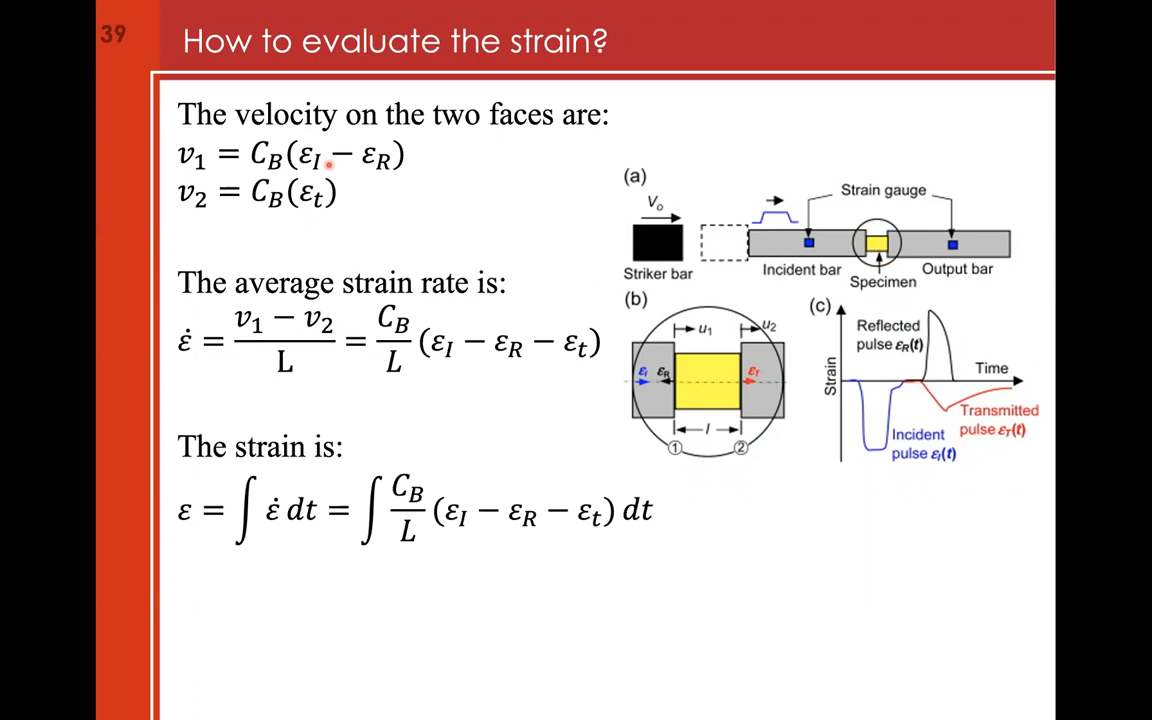 39
How to evaluate the strain?
The velocity on the two faces are:
v₁ = C_B(ε_I − ε_R)
v₂ = C_B(ε_t)
The average strain rate is:
ε̇ = (v₁ − v₂)/L = C_B/L (ε_I − ε_R − ε_t)
The strain is:
ε = ∫ ε̇ dt = ∫ C_B/L (ε_I − ε_R − ε_t) dt
(a)
V₀
Strain gauge
Striker bar
Incident bar
Specimen
Output bar
(b)
u₁
u₂
ε_I
ε_R
ε_T
l
①
②
(c)
Strain
Reflected
pulse ε_R(t)
Time
Transmitted
pulse ε_T(t)
Incident
pulse ε_I(t)